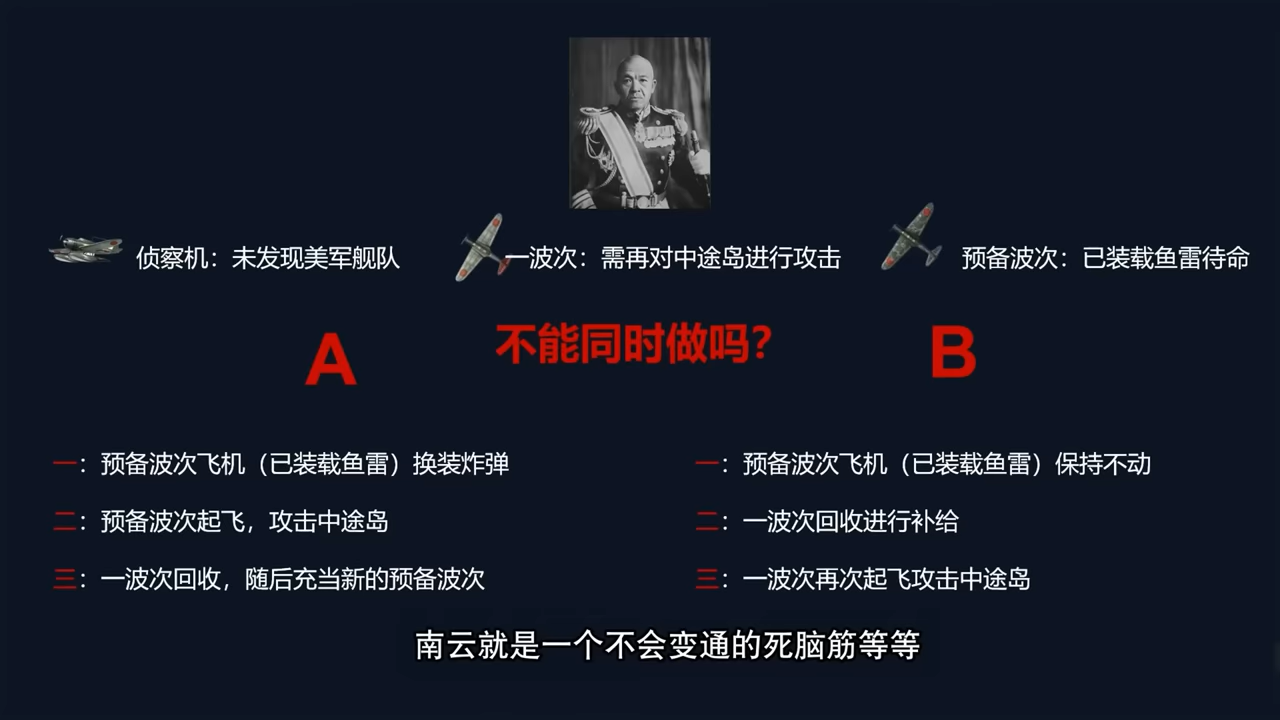 侦察机：未发现美军舰队
一波次：需再对中途岛进行攻击
预备波次：已装载鱼雷待命
A
不能同时做吗？
B
一：预备波次飞机（已装载鱼雷）换装炸弹
二：预备波次起飞，攻击中途岛
三：一波次回收，随后充当新的预备波次
一：预备波次飞机（已装载鱼雷）保持不动
二：一波次回收进行补给
三：一波次再次起飞攻击中途岛
南云就是一个不会变通的死脑筋等等